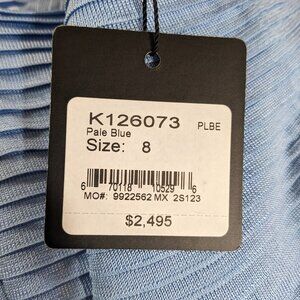 K126073 PLBE
Pale Blue
Size: 8
6 70118 10529 6
MO#: 9922562 MX 2S123
$2,495